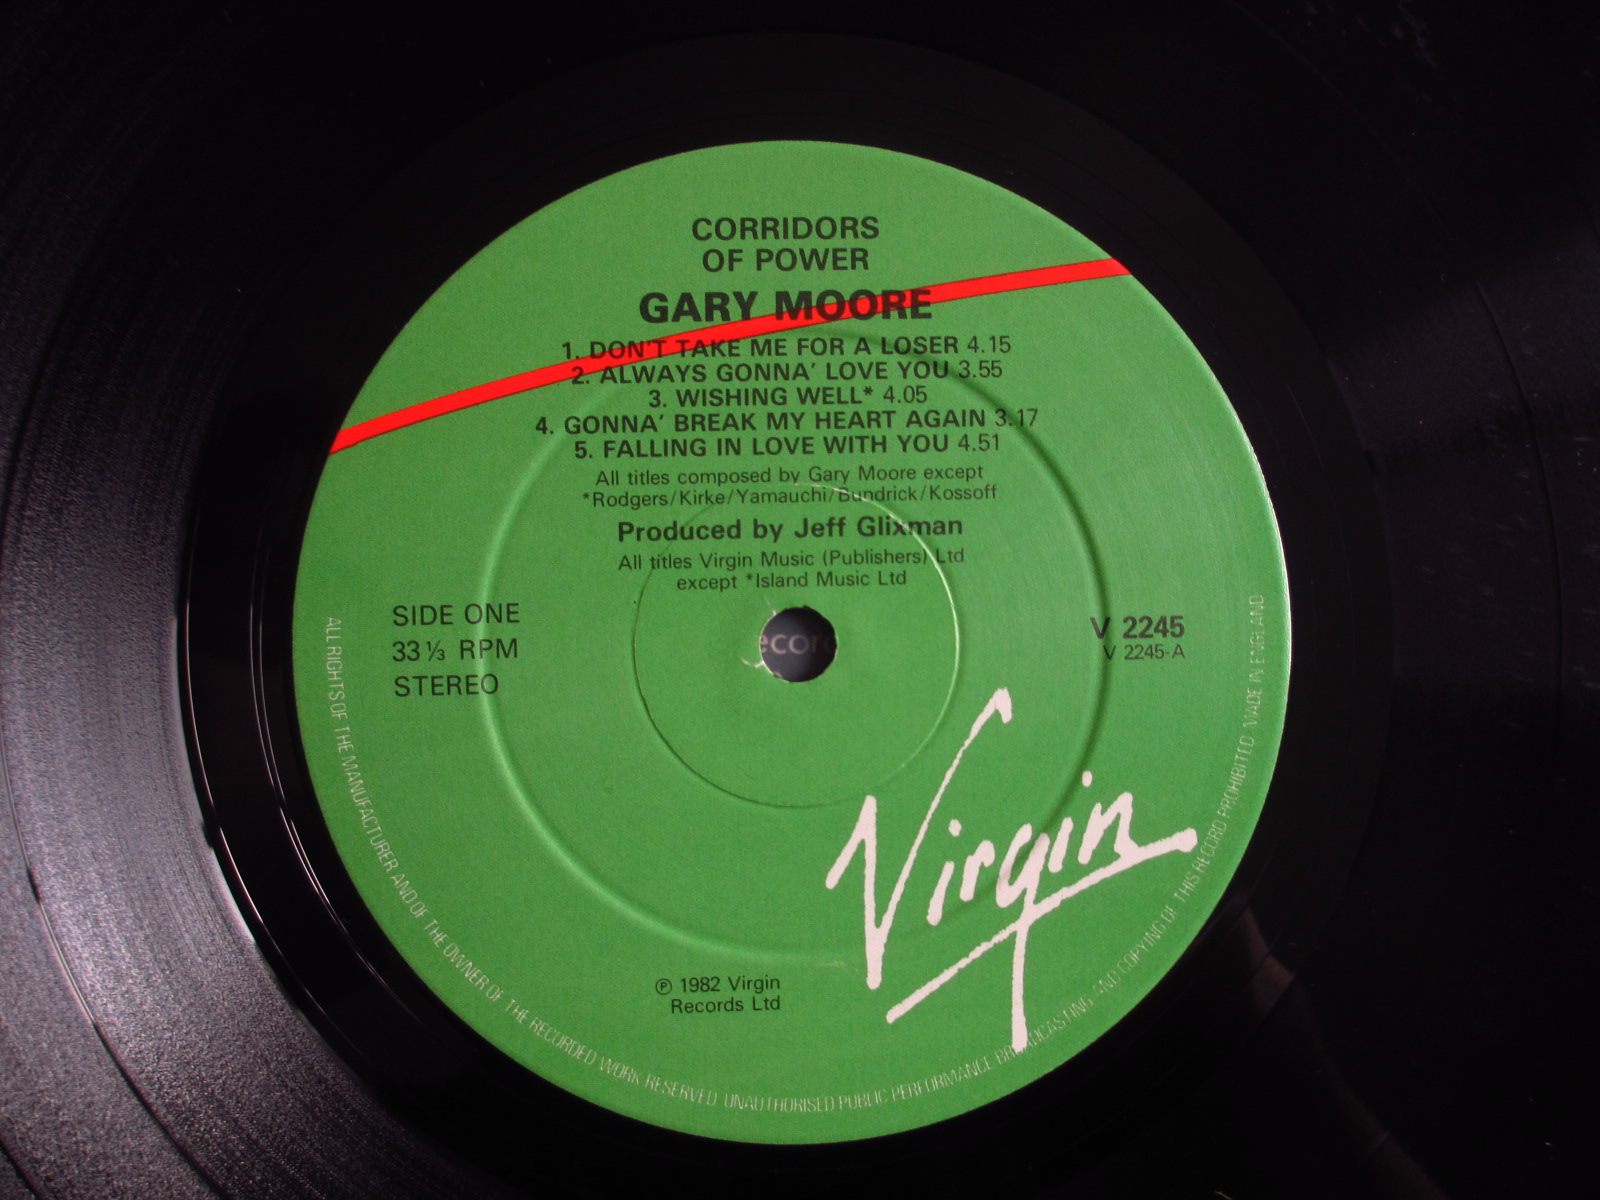 CORRIDORS
OF POWER
GARY MOORE
1. DON'T TAKE ME FOR A LOSER 4.15
2. ALWAYS GONNA' LOVE YOU 3.55
3. WISHING WELL* 4.05
4. GONNA' BREAK MY HEART AGAIN 3.17
5. FALLING IN LOVE WITH YOU 4.51
All titles composed by Gary Moore except
*Rodgers/Kirke/Yamauchi/Bundrick/Kossoff
Produced by Jeff Glixman
All titles Virgin Music (Publishers) Ltd
except *Island Music Ltd
SIDE ONE
33⅓ RPM
STEREO
ecord
V 2245
V 2245-A
Virgin
℗ 1982 Virgin
Records Ltd
ALL RIGHTS OF THE MANUFACTURER AND OF THE OWNER OF THE RECORDED WORK RESERVED. UNAUTHORISED PUBLIC PERFORMANCE BROADCASTING AND COPYING OF THIS RECORD PROHIBITED. MADE IN ENGLAND